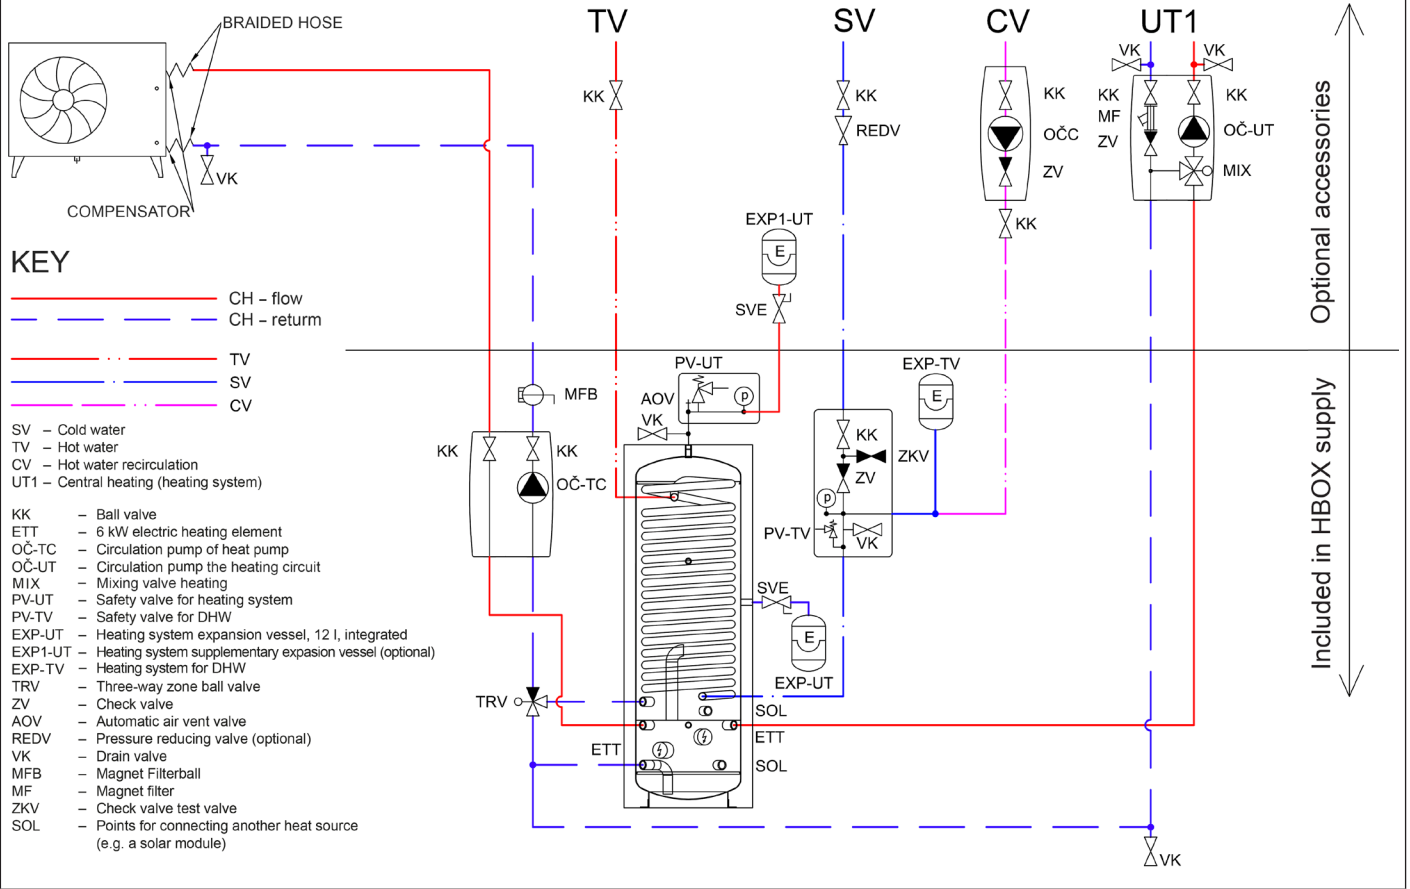 BRAIDED HOSE
TV
SV
CV
UT1
VK
VK
KK
KK
KK
KK
KK
MF
REDV
OČC
OČ-UT
ZV
ZV
MIX
VK
COMPENSATOR
KK
EXP1-UT
E
SVE
Optional accessories
KEY
CH – flow
CH – returm
TV
SV
CV
SV – Cold water
TV – Hot water
CV – Hot water recirculation
UT1 – Central heating (heating system)
KK – Ball valve
ETT – 6 kW electric heating element
OČ-TC – Circulation pump of heat pump
OČ-UT – Circulation pump the heating circuit
MIX – Mixing valve heating
PV-UT – Safety valve for heating system
PV-TV – Safety valve for DHW
EXP-UT – Heating system expansion vessel, 12 l, integrated
EXP1-UT – Heating system supplementary expasion vessel (optional)
EXP-TV – Heating system for DHW
TRV – Three-way zone ball valve
ZV – Check valve
AOV – Automatic air vent valve
REDV – Pressure reducing valve (optional)
VK – Drain valve
MFB – Magnet Filterball
MF – Magnet filter
ZKV – Check valve test valve
SOL – Points for connecting another heat source
(e.g. a solar module)
PV-UT
EXP-TV
MFB
AOV
p
E
VK
KK
KK
KK
ZKV
OČ-TC
ZV
p
PV-TV
VK
SVE
E
EXP-UT
TRV
SOL
ETT
ETT
SOL
VK
Included in HBOX supply